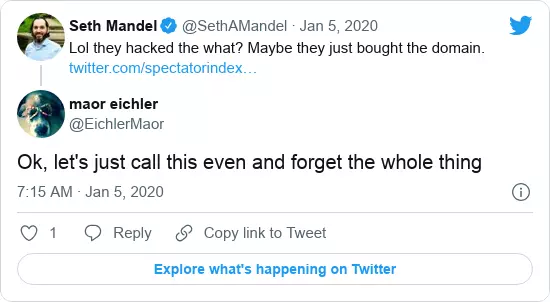 Seth Mandel @SethAMandel · Jan 5, 2020
Lol they hacked the what? Maybe they just bought the domain.
twitter.com/spectatorindex…
maor eichler
@EichlerMaor
Ok, let's just call this even and forget the whole thing
7:15 AM · Jan 5, 2020
1 Reply Copy link to Tweet
Explore what's happening on Twitter